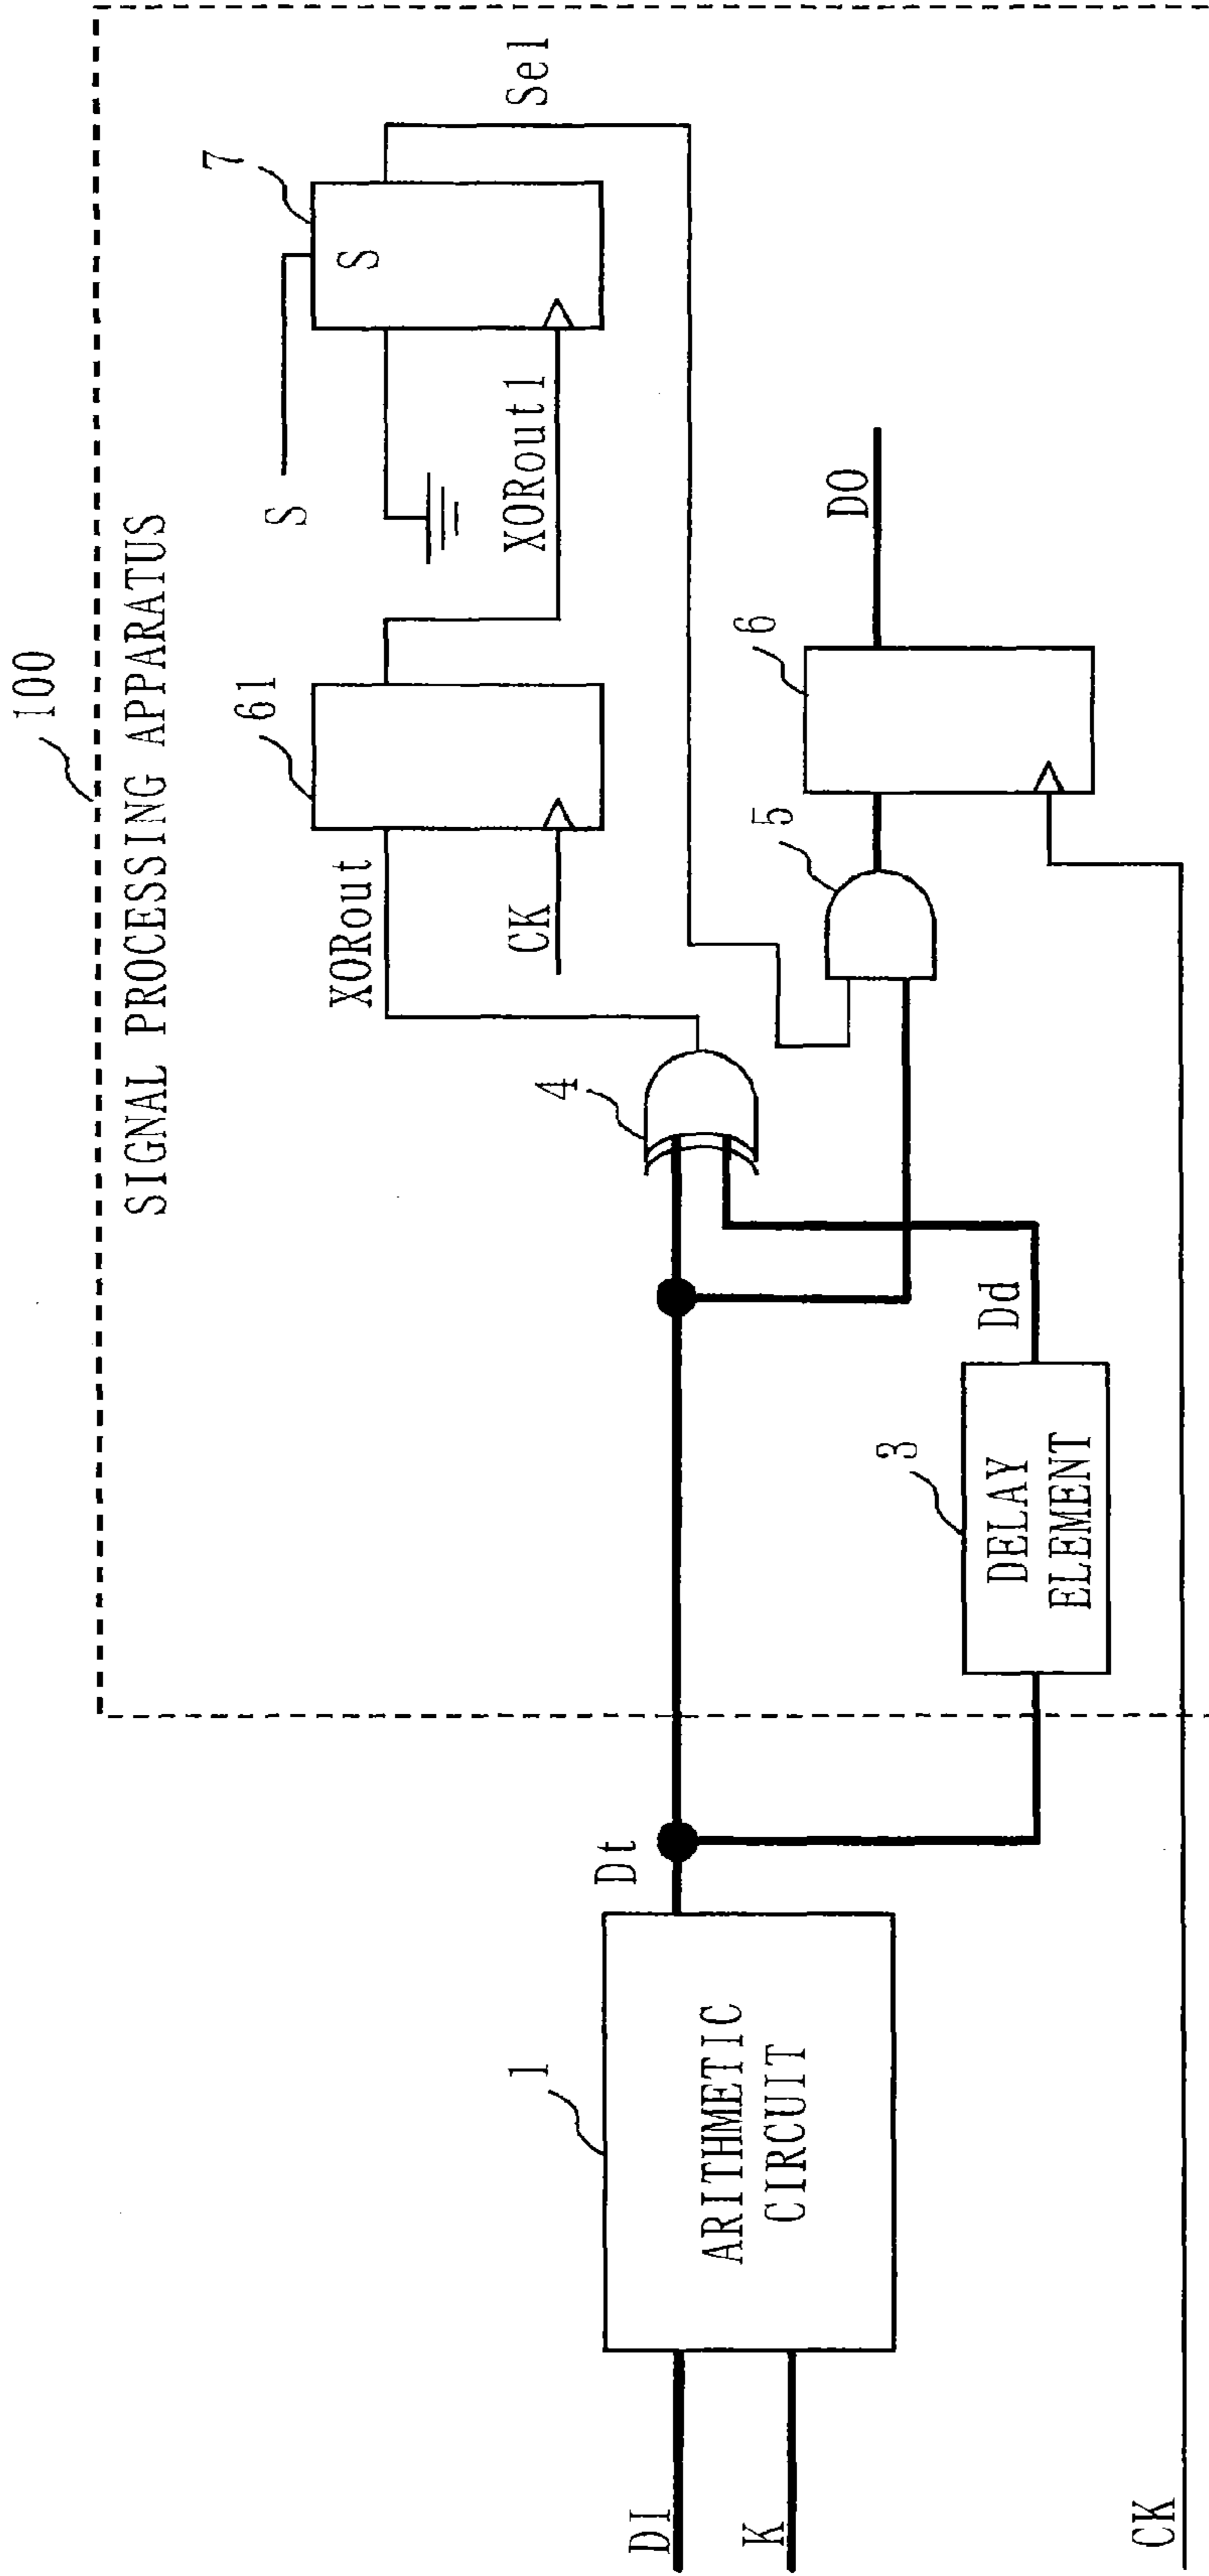 100
SIGNAL PROCESSING APPARATUS
7
S
Sel
S
61
XORout
CK
XORout1
4
5
6
DO
1
ARITHMETIC
CIRCUIT
Dt
DI
K
3
DELAY
ELEMENT
Dd
CK